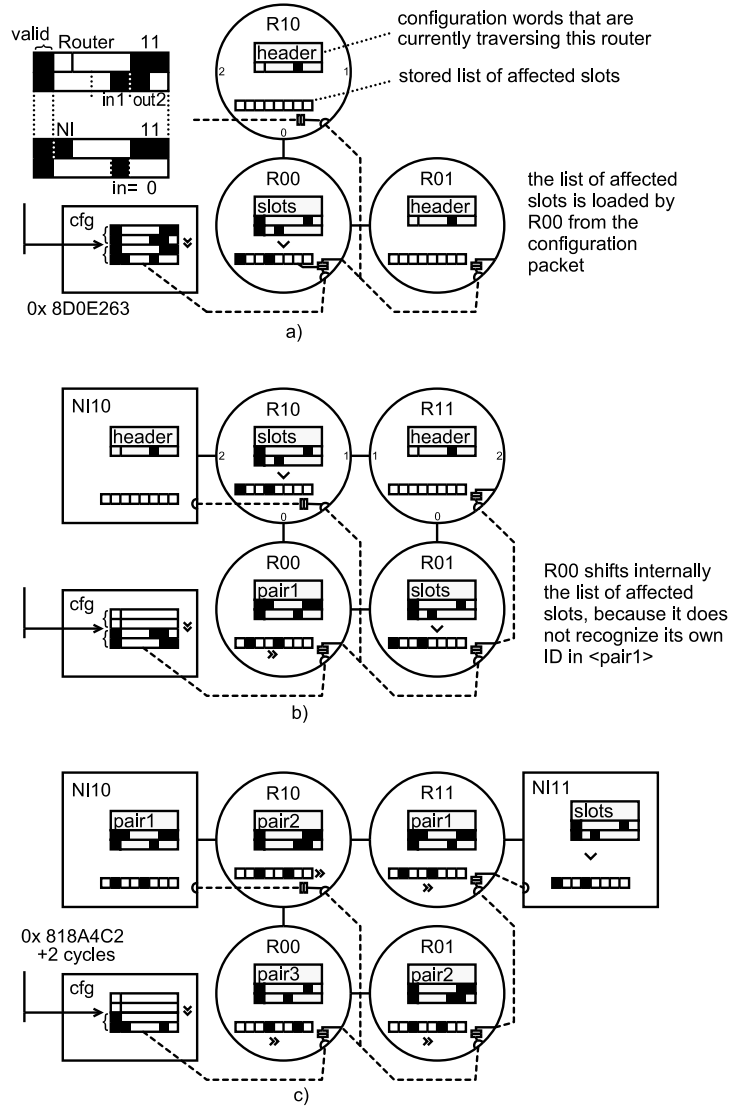 valid
Router 11
in1 out2
NI 11
in= 0
cfg
0x 8D0E263
R10
header
2
1
0
configuration words that are
currently traversing this router
stored list of affected slots
R00
slots
R01
header
the list of affected
slots is loaded by
R00 from the
configuration
packet
a)
NI10
header
R10
slots
2
1
0
R11
header
1
2
0
cfg
R00
pair1
R01
slots
R00 shifts internally
the list of affected
slots, because it does
not recognize its own
ID in <pair1>
b)
NI10
pair1
R10
pair2
R11
pair1
NI11
slots
0x 818A4C2
+2 cycles
cfg
R00
pair3
R01
pair2
c)